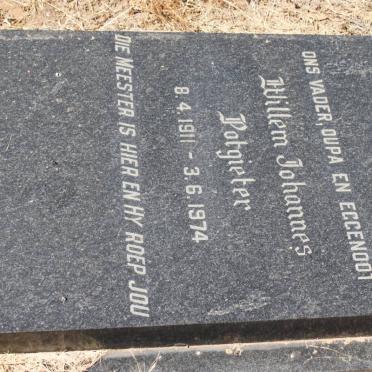 ONS VADER, OUPA EN EGGENOOT
Willem Johannes
Potgieter
8.4.1911 – 3.6.1974
DIE MEESTER IS HIER EN HY ROEP JOU